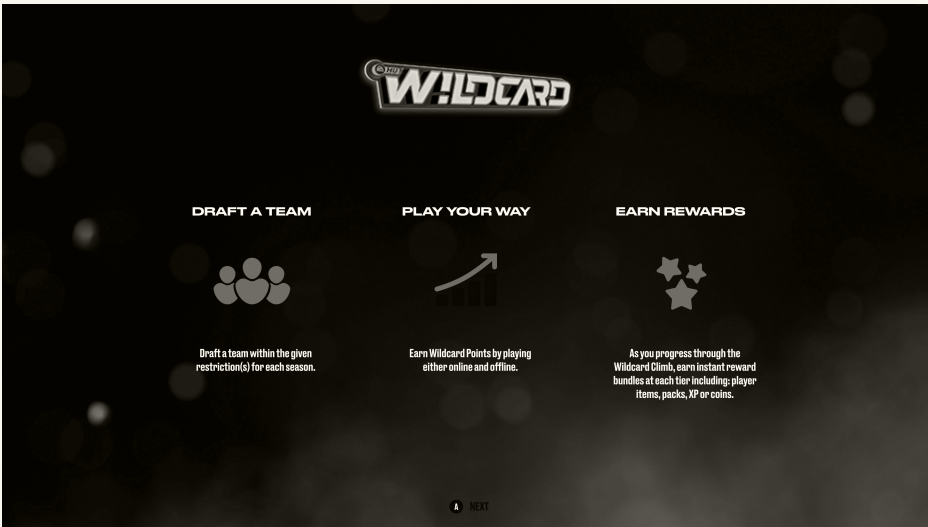 HUT
WILDCARD
DRAFT A TEAM
PLAY YOUR WAY
EARN REWARDS
Draft a team within the given
restriction(s) for each season.
Earn Wildcard Points by playing
either online and offline.
As you progress through the
Wildcard Climb, earn instant reward
bundles at each tier including: player
items, packs, XP or coins.
A NEXT